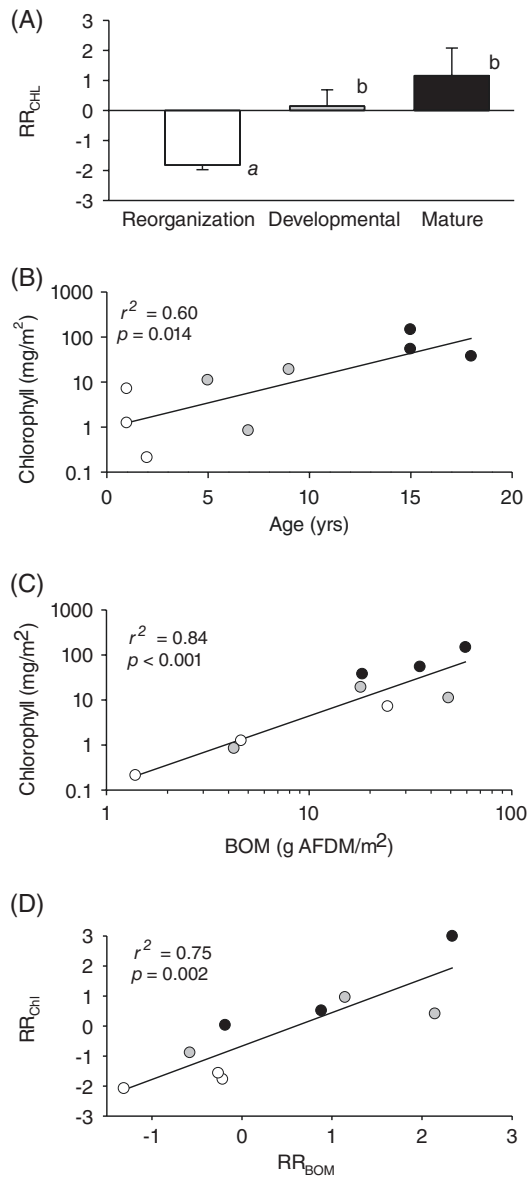 (A)
3
2
1
0
-1
-2
-3
RR_CHL
a
b
b
Reorganization Developmental Mature
(B)
1000
100
10
1
0.1
Chlorophyll (mg/m²)
r² = 0.60
p = 0.014
0 5 10 15 20
Age (yrs)
(C)
1000
100
10
1
0.1
Chlorophyll (mg/m²)
r² = 0.84
p < 0.001
1 10 100
BOM (g AFDM/m²)
(D)
3
2
1
0
-1
-2
-3
RR_Chl
r² = 0.75
p = 0.002
-1 0 1 2 3
RR_BOM